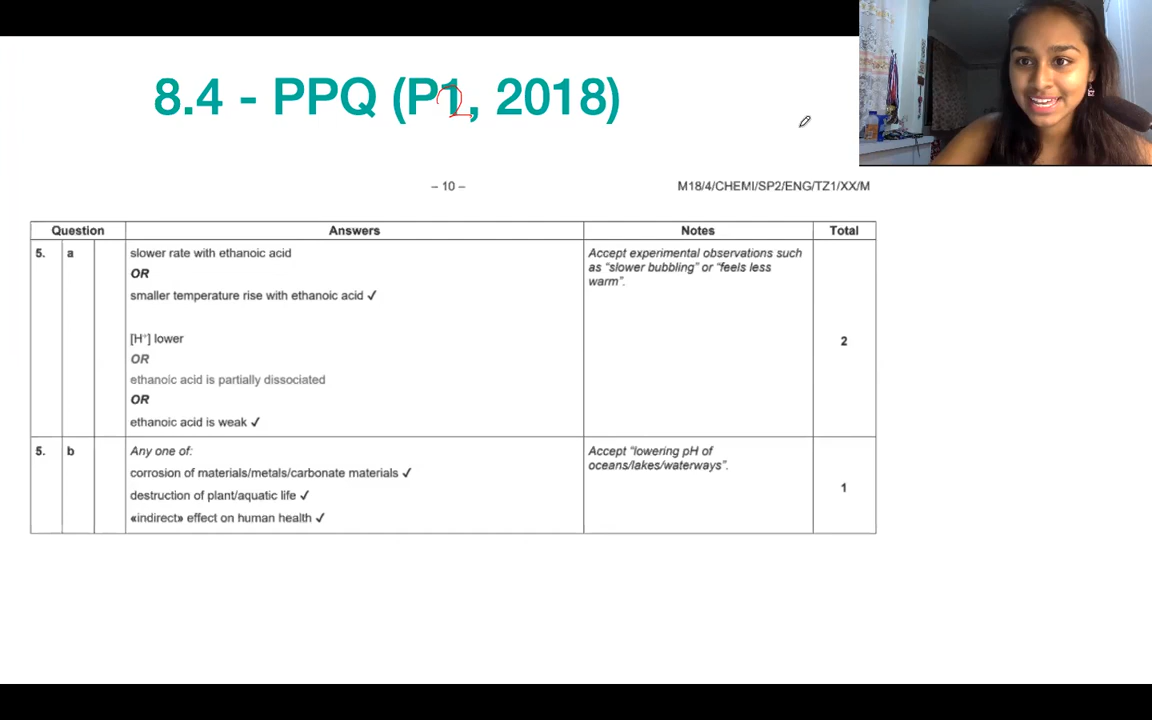 8.4 - PPQ (P1, 2018)
2
– 10 –
M18/4/CHEMI/SP2/ENG/TZ1/XX/M
Question Answers Notes Total
5. a slower rate with ethanoic acid
OR
smaller temperature rise with ethanoic acid ✓
[H⁺] lower
OR
ethanoic acid is partially dissociated
OR
ethanoic acid is weak ✓
Accept experimental observations such
as “slower bubbling” or “feels less
warm”.
2
5. b Any one of:
corrosion of materials/metals/carbonate materials ✓
destruction of plant/aquatic life ✓
«indirect» effect on human health ✓
Accept “lowering pH of
oceans/lakes/waterways”.
1